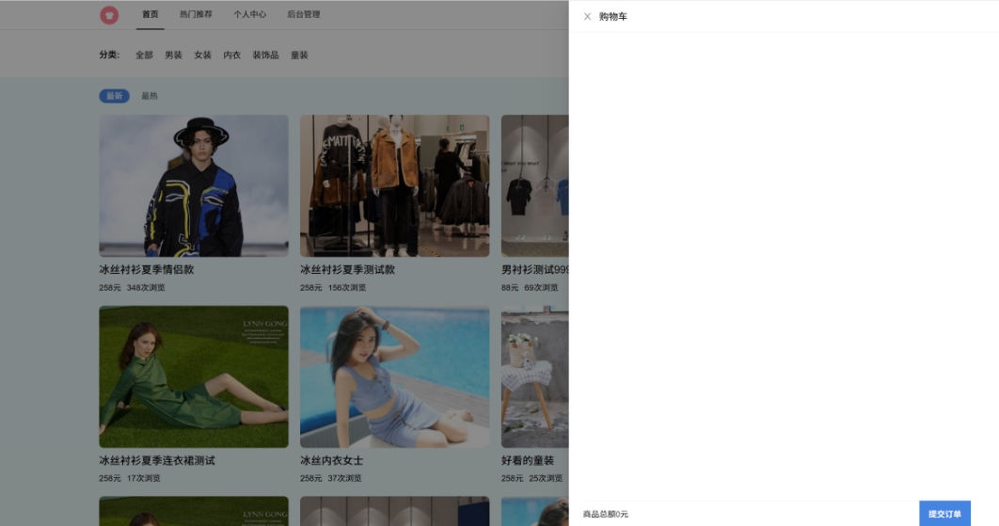 首页 热门推荐 个人中心 后台管理
购物车
分类: 全部 男装 女装 内衣 装饰品 童装
最新 最热
冰丝衬衫夏季情侣款
258元 348次浏览
冰丝衬衫夏季测试款
258元 156次浏览
男衬衫测试999
88元 69次浏览
LYNN GONG
冰丝衬衫夏季连衣裙测试
258元 17次浏览
冰丝内衣女士
258元 37次浏览
好看的童装
258元 25次浏览
LYNN GONG
商品总额0元
提交订单